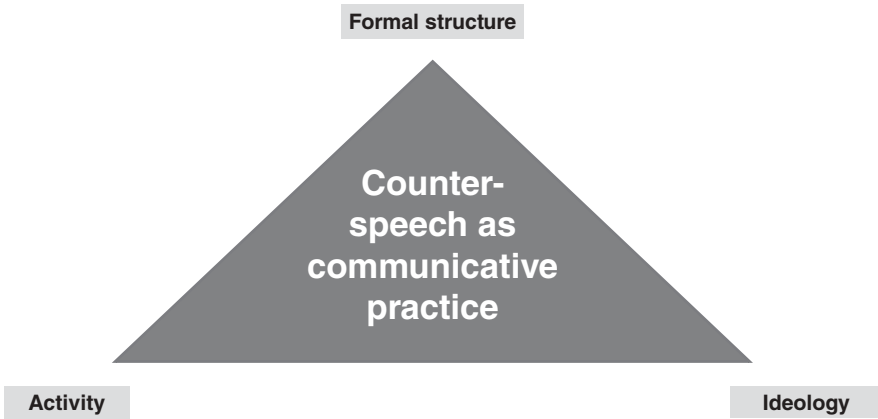 Formal structure
Counter-
speech as
communicative
practice
Activity
Ideology